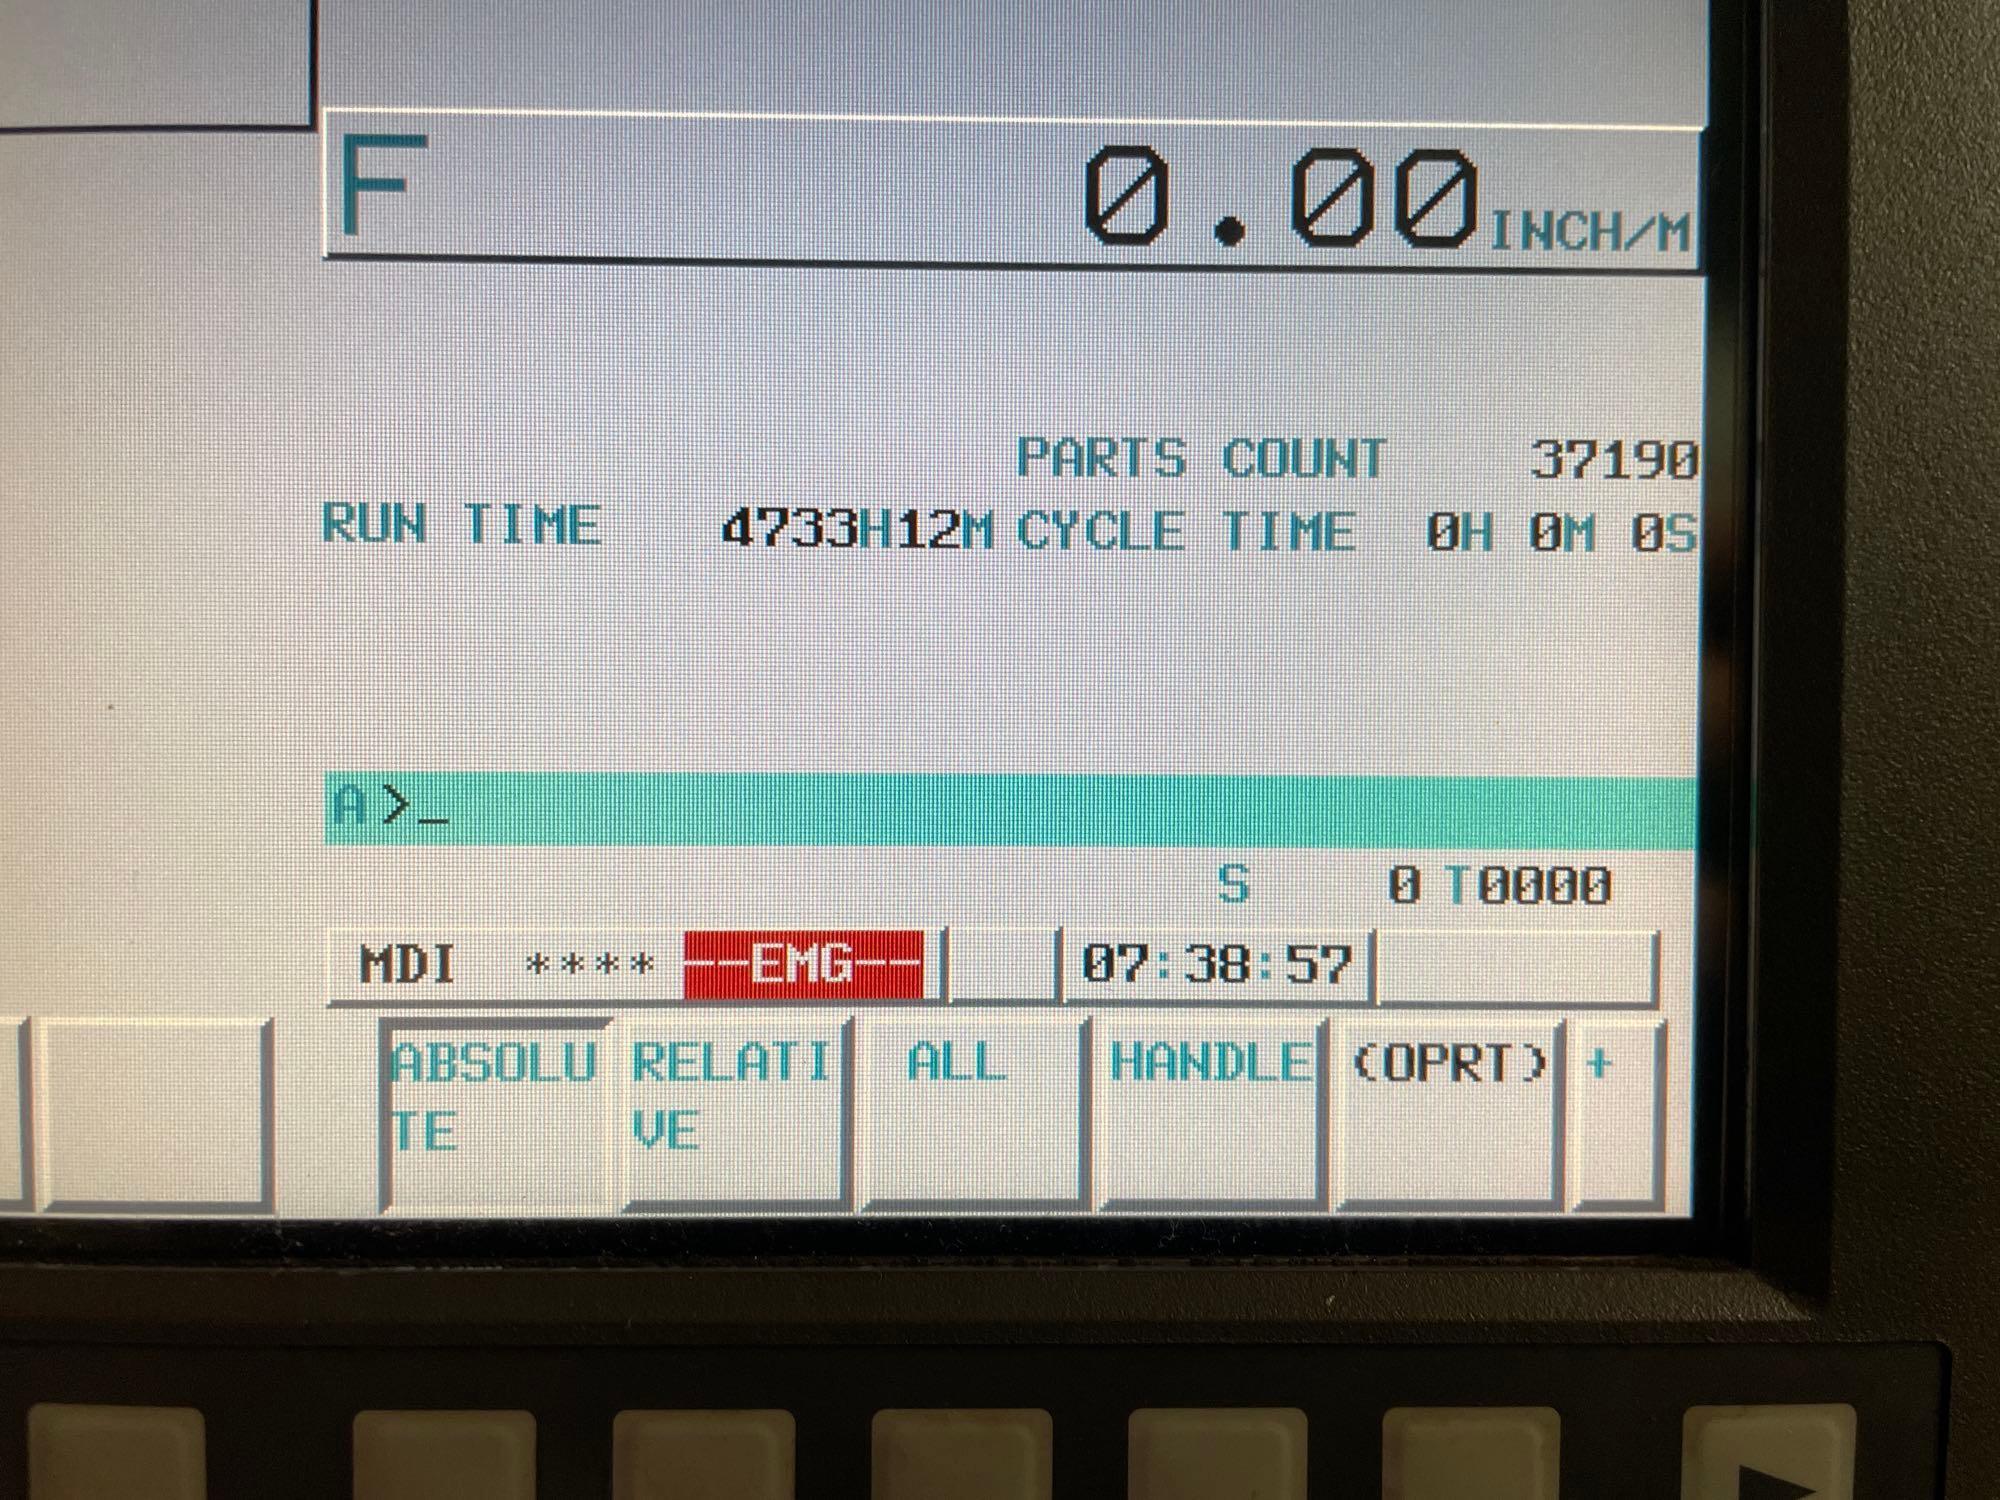 F 0.00 INCH/M
PARTS COUNT 37190
RUN TIME 4733H12M CYCLE TIME 0H 0M 0S
A>_
S 0 T0000
MDI **** --EMG-- 07:38:57
ABSOLU RELATI ALL HANDLE (OPRT) +
TE VE